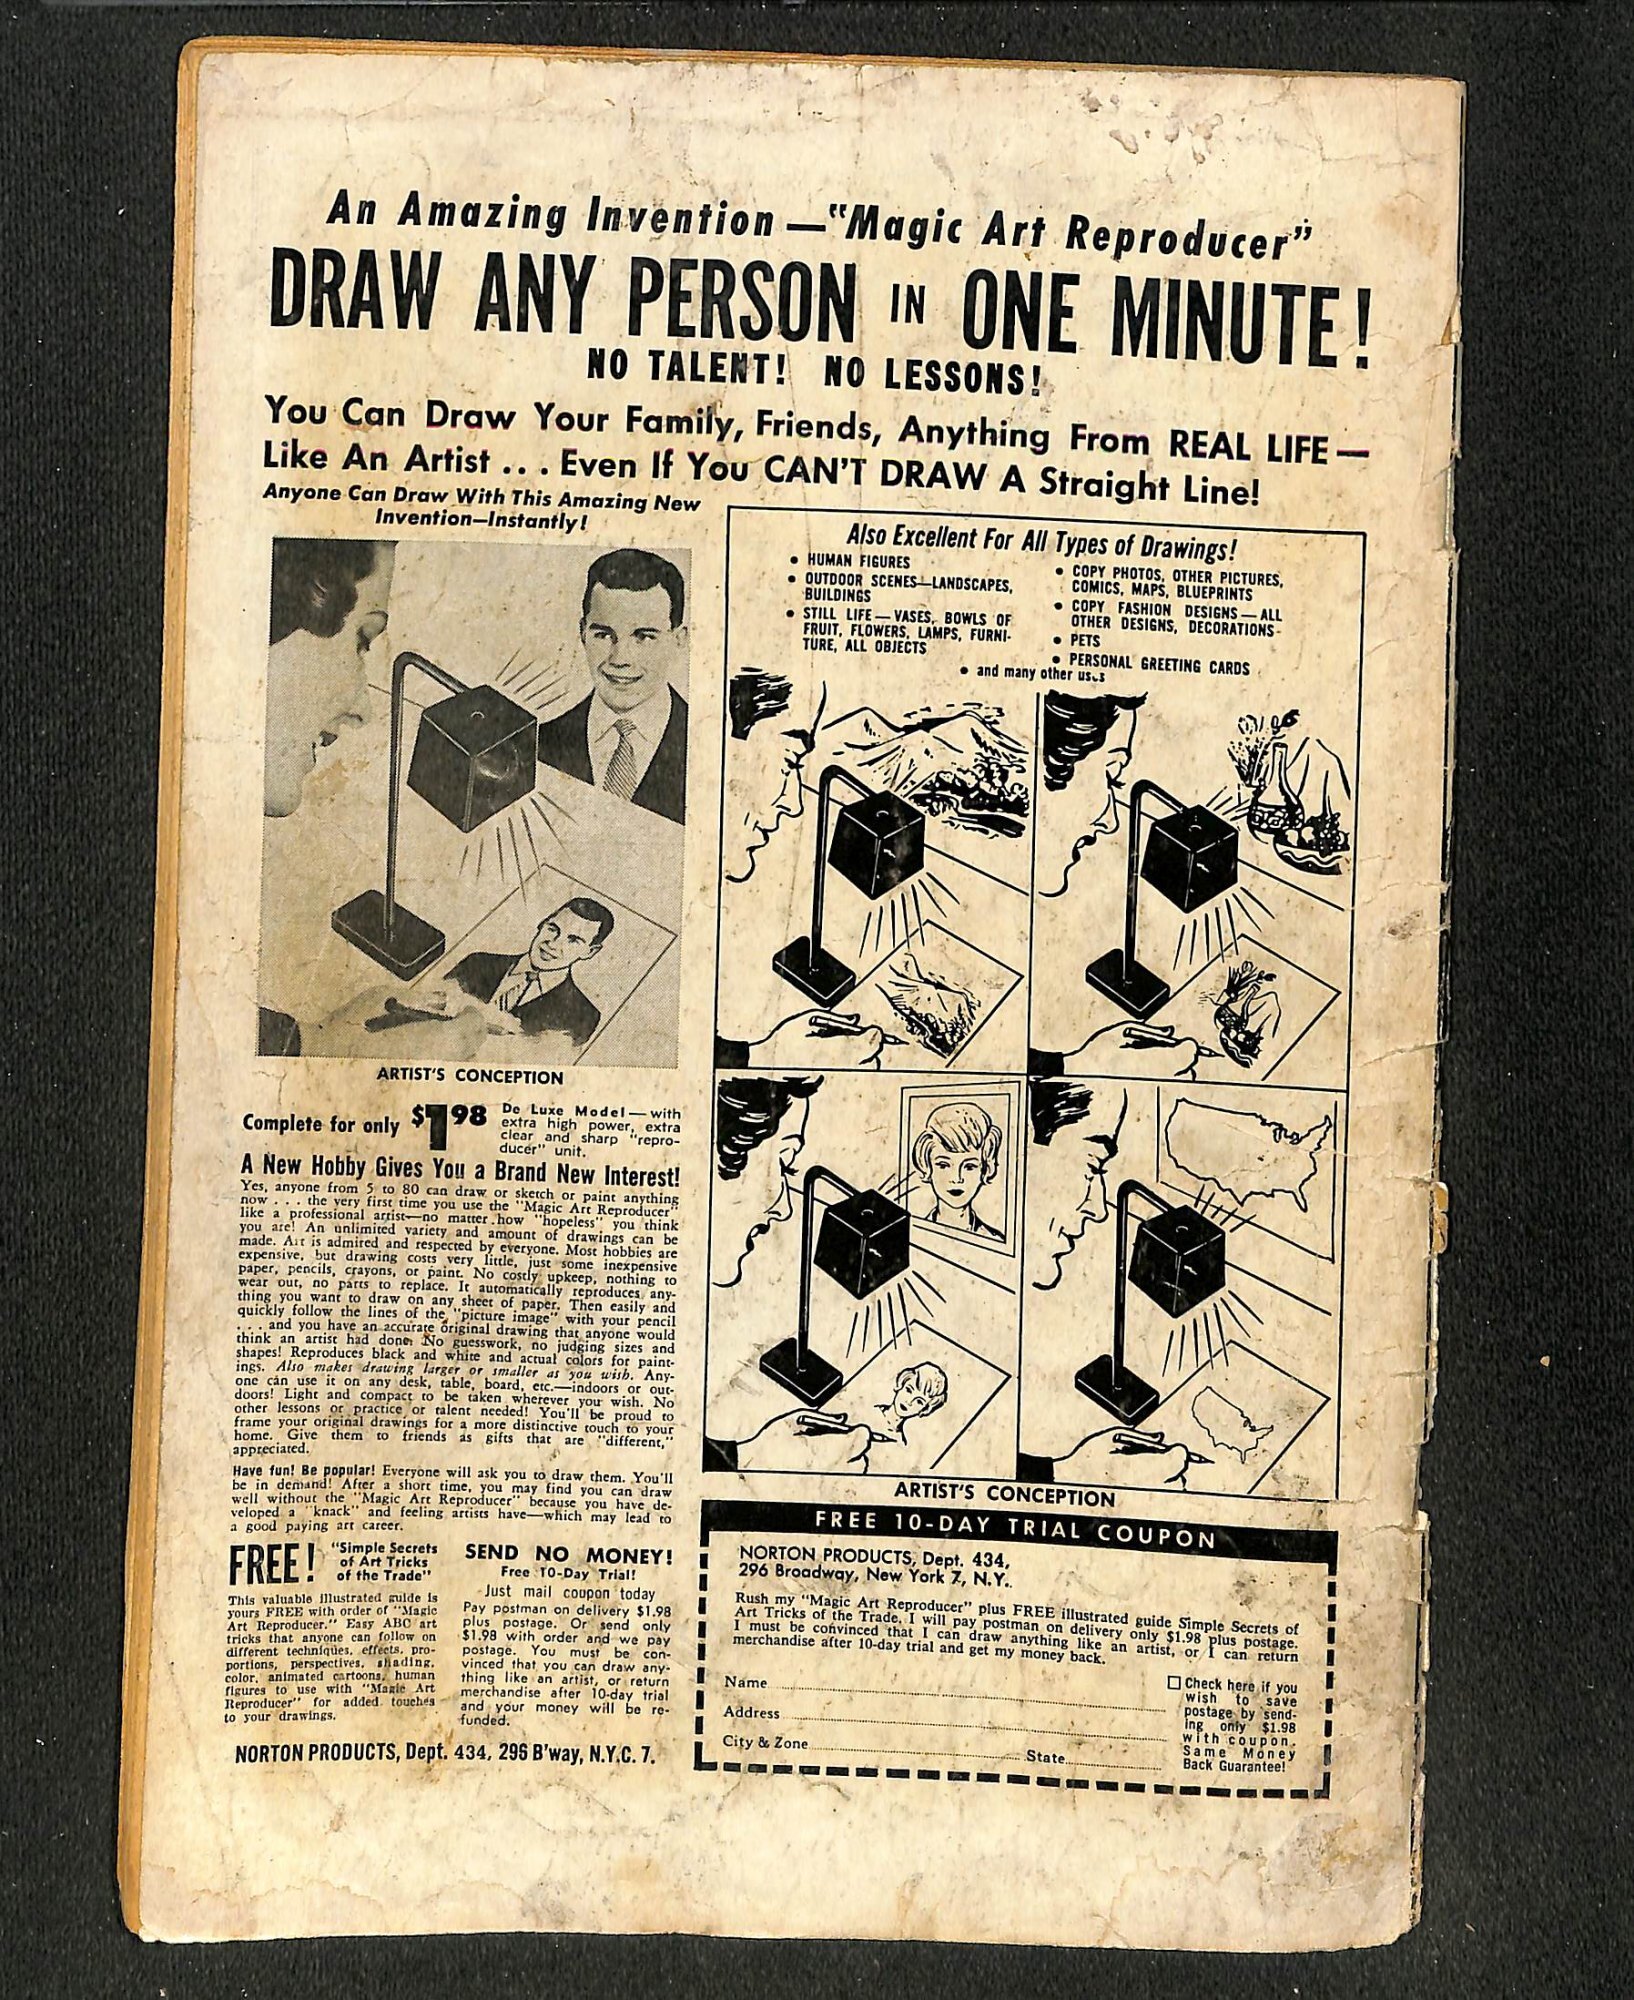 An Amazing Invention — "Magic Art Reproducer"
DRAW ANY PERSON IN ONE MINUTE!
NO TALENT! NO LESSONS!
You Can Draw Your Family, Friends, Anything From REAL LIFE —
Like An Artist . . . Even If You CAN'T DRAW A Straight Line!
Anyone Can Draw With This Amazing New
Invention—Instantly!
ARTIST'S CONCEPTION
Complete for only $1.98
De Luxe Model — with
extra high power, extra
clear and sharp "repro-
ducer" unit.
A New Hobby Gives You a Brand New Interest!
Yes, anyone from 5 to 80 can draw or sketch or paint anything
now . . . the very first time you use the "Magic Art Reproducer"
like a professional artist—no matter how "hopeless" you think
you are! An unlimited variety and amount of drawings can be
made. Art is admired and respected by everyone. Most hobbies are
expensive, but drawing costs very little, just some inexpensive
paper, pencils, crayons, or paint. No costly upkeep, nothing to
wear out, no parts to replace. It automatically reproduces any-
thing you want to draw on any sheet of paper. Then easily and
quickly follow the lines of the "picture image" with your pencil
. . . and you have an accurate original drawing that anyone would
think an artist had done. No guesswork, no judging sizes and
shapes! Reproduces black and white and actual colors for paint-
ings. Also makes drawing larger or smaller as you wish. Any-
one can use it on any desk, table, board, etc.—indoors or out-
doors! Light and compact to be taken wherever you wish. No
other lessons or practice or talent needed! You'll be proud to
frame your original drawings for a more distinctive touch to your
home. Give them to friends as gifts that are "different,"
appreciated.
Have fun! Be popular! Everyone will ask you to draw them. You'll
be in demand! After a short time, you may find you can draw
well without the "Magic Art Reproducer" because you have de-
veloped a "knack" and feeling artists have—which may lead to
a good paying art career.
FREE!
"Simple Secrets
of Art Tricks
of the Trade"
This valuable illustrated guide is
yours FREE with order of "Magic
Art Reproducer." Easy ABC art
tricks that anyone can follow on
different techniques, effects, pro-
portions, perspectives, shading,
color, animated cartoons, human
figures to use with "Magic Art
Reproducer" for added touches
to your drawings.
SEND NO MONEY!
Free 10-Day Trial!
Just mail coupon today
Pay postman on delivery $1.98
plus postage. Or send only
$1.98 with order and we pay
postage. You must be con-
vinced that you can draw any-
thing like an artist, or return
merchandise after 10-day trial
and your money will be re-
funded.
NORTON PRODUCTS, Dept. 434, 296 B'way, N.Y.C. 7.
Also Excellent For All Types of Drawings!
• HUMAN FIGURES
• OUTDOOR SCENES—LANDSCAPES,
BUILDINGS
• STILL LIFE — VASES, BOWLS OF
FRUIT, FLOWERS, LAMPS, FURNI-
TURE, ALL OBJECTS
• COPY PHOTOS, OTHER PICTURES,
COMICS, MAPS, BLUEPRINTS
• COPY FASHION DESIGNS — ALL
OTHER DESIGNS, DECORATIONS
• PETS
• PERSONAL GREETING CARDS
• and many other uses
ARTIST'S CONCEPTION
FREE 10-DAY TRIAL COUPON
NORTON PRODUCTS, Dept. 434,
296 Broadway, New York 7, N.Y.
Rush my "Magic Art Reproducer" plus FREE illustrated guide Simple Secrets of
Art Tricks of the Trade. I will pay postman on delivery only $1.98 plus postage.
I must be convinced that I can draw anything like an artist, or I can return
merchandise after 10-day trial and get my money back.
Name
Address
City & Zone State
☐ Check here if you
wish to save
postage by send-
ing only $1.98
with coupon.
Same Money
Back Guarantee!